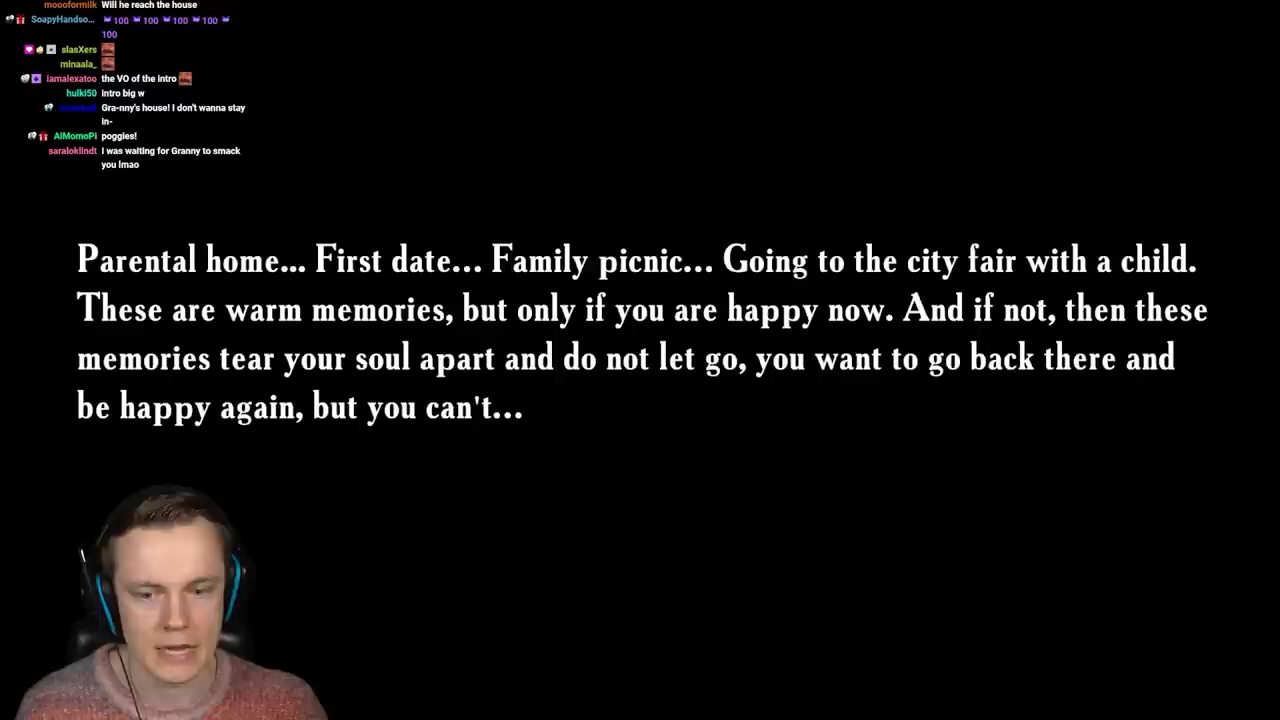 moooformilk Will he reach the house
SoapyHandso... 100 100 100 100
100
slasXers
minaala_
Iamalexatoo the VO of the intro
hulki50 intro big w
Gra-nny's house! I don't wanna stay
in-
AlMomoPi poggies!
saraloklindt I was waiting for Granny to smack
you lmao
Parental home... First date... Family picnic... Going to the city fair with a child.
These are warm memories, but only if you are happy now. And if not, then these
memories tear your soul apart and do not let go, you want to go back there and
be happy again, but you can't...